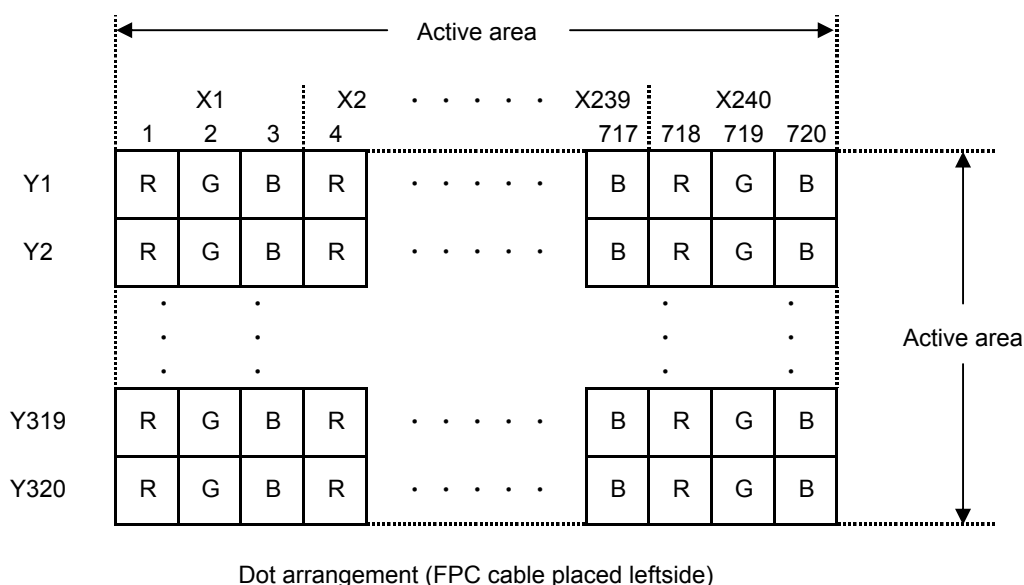 Active area
X1 X2 ・ ・ ・ ・ ・ X239 X240
1 2 3 4 717 718 719 720
Y1 R G B R ・ ・ ・ ・ ・ B R G B
Y2 R G B R ・ ・ ・ ・ ・ B R G B
・ ・ ・ ・
・ ・ ・ ・
Active area
・ ・ ・ ・
Y319 R G B R ・ ・ ・ ・ ・ B R G B
Y320 R G B R ・ ・ ・ ・ ・ B R G B
Dot arrangement (FPC cable placed leftside)